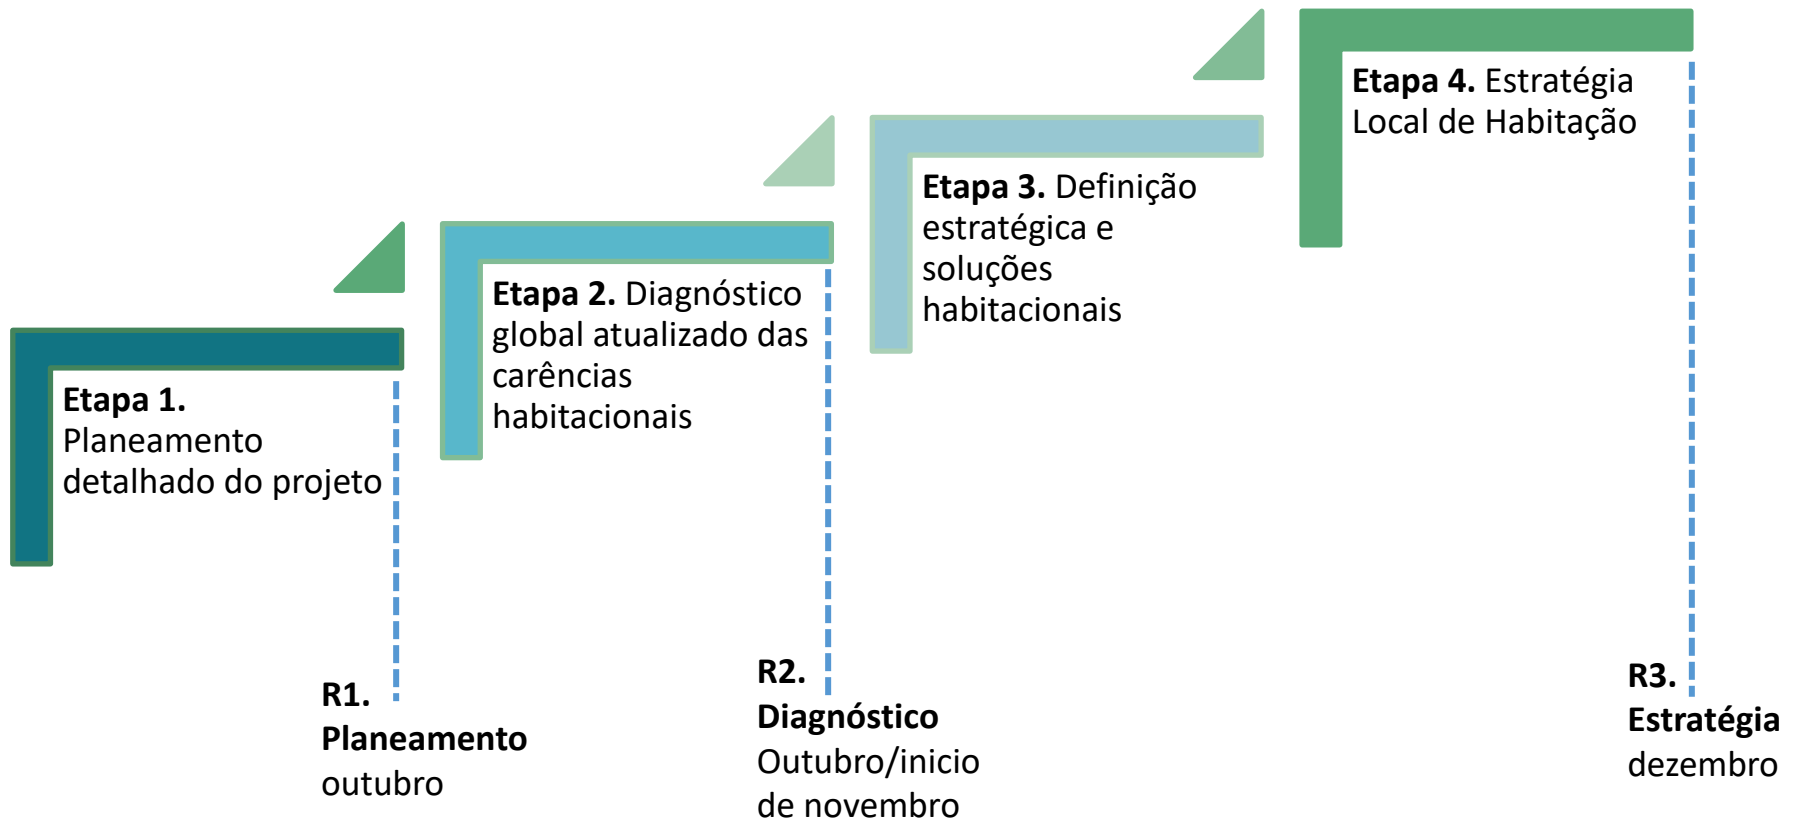 Etapa 1.
Planeamento
detalhado do projeto
Etapa 2. Diagnóstico
global atualizado das
carências
habitacionais
Etapa 3. Definição
estratégica e
soluções
habitacionais
Etapa 4. Estratégia
Local de Habitação
R1.
Planeamento
outubro
R2.
Diagnóstico
Outubro/inicio
de novembro
R3.
Estratégia
dezembro